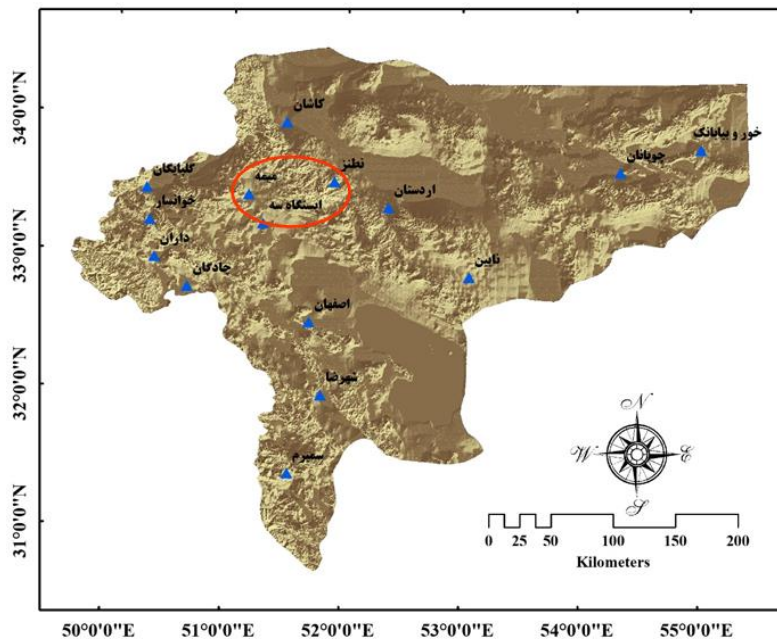 کاشان
34°0'0"N
خور و بیابانک
چوپانان
نطنز
گلپایگان
میمه
اردستان
خوانسار
ایستگاه سه
33°0'0"N
داران
نایین
چادگان
اصفهان
32°0'0"N
شهرضا
N
W E
S
سمیرم
31°0'0"N
0 25 50 100 150 200
Kilometers
50°0'0"E 51°0'0"E 52°0'0"E 53°0'0"E 54°0'0"E 55°0'0"E